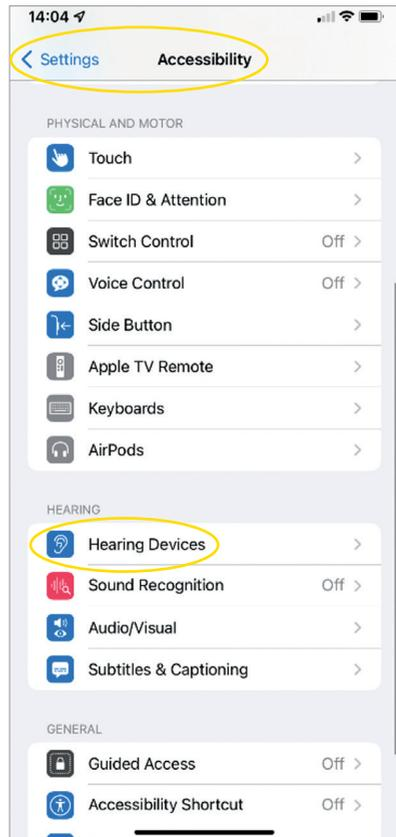 14:04
Settings
Accessibility
PHYSICAL AND MOTOR
Touch
Face ID & Attention
Switch Control Off
Voice Control Off
Side Button
Apple TV Remote
Keyboards
AirPods
HEARING
Hearing Devices
Sound Recognition Off
Audio/Visual
Subtitles & Captioning
GENERAL
Guided Access Off
Accessibility Shortcut Off